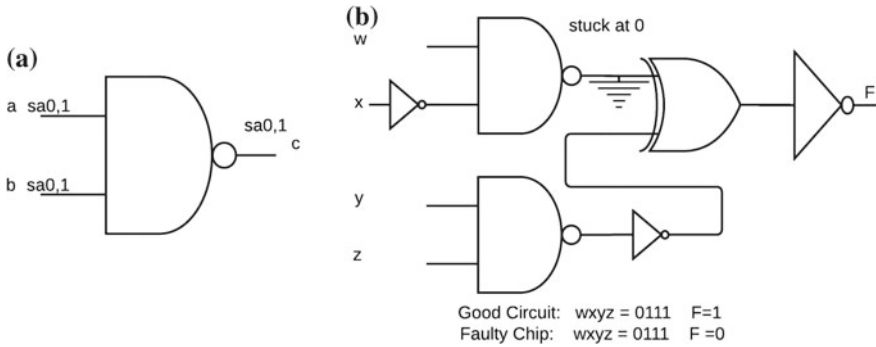 (a)
a sa0,1
b sa0,1
sa0,1
c
(b)
w
x
y
z
stuck at 0
F
Good Circuit: wxyz = 0111 F=1
Faulty Chip: wxyz = 0111 F =0